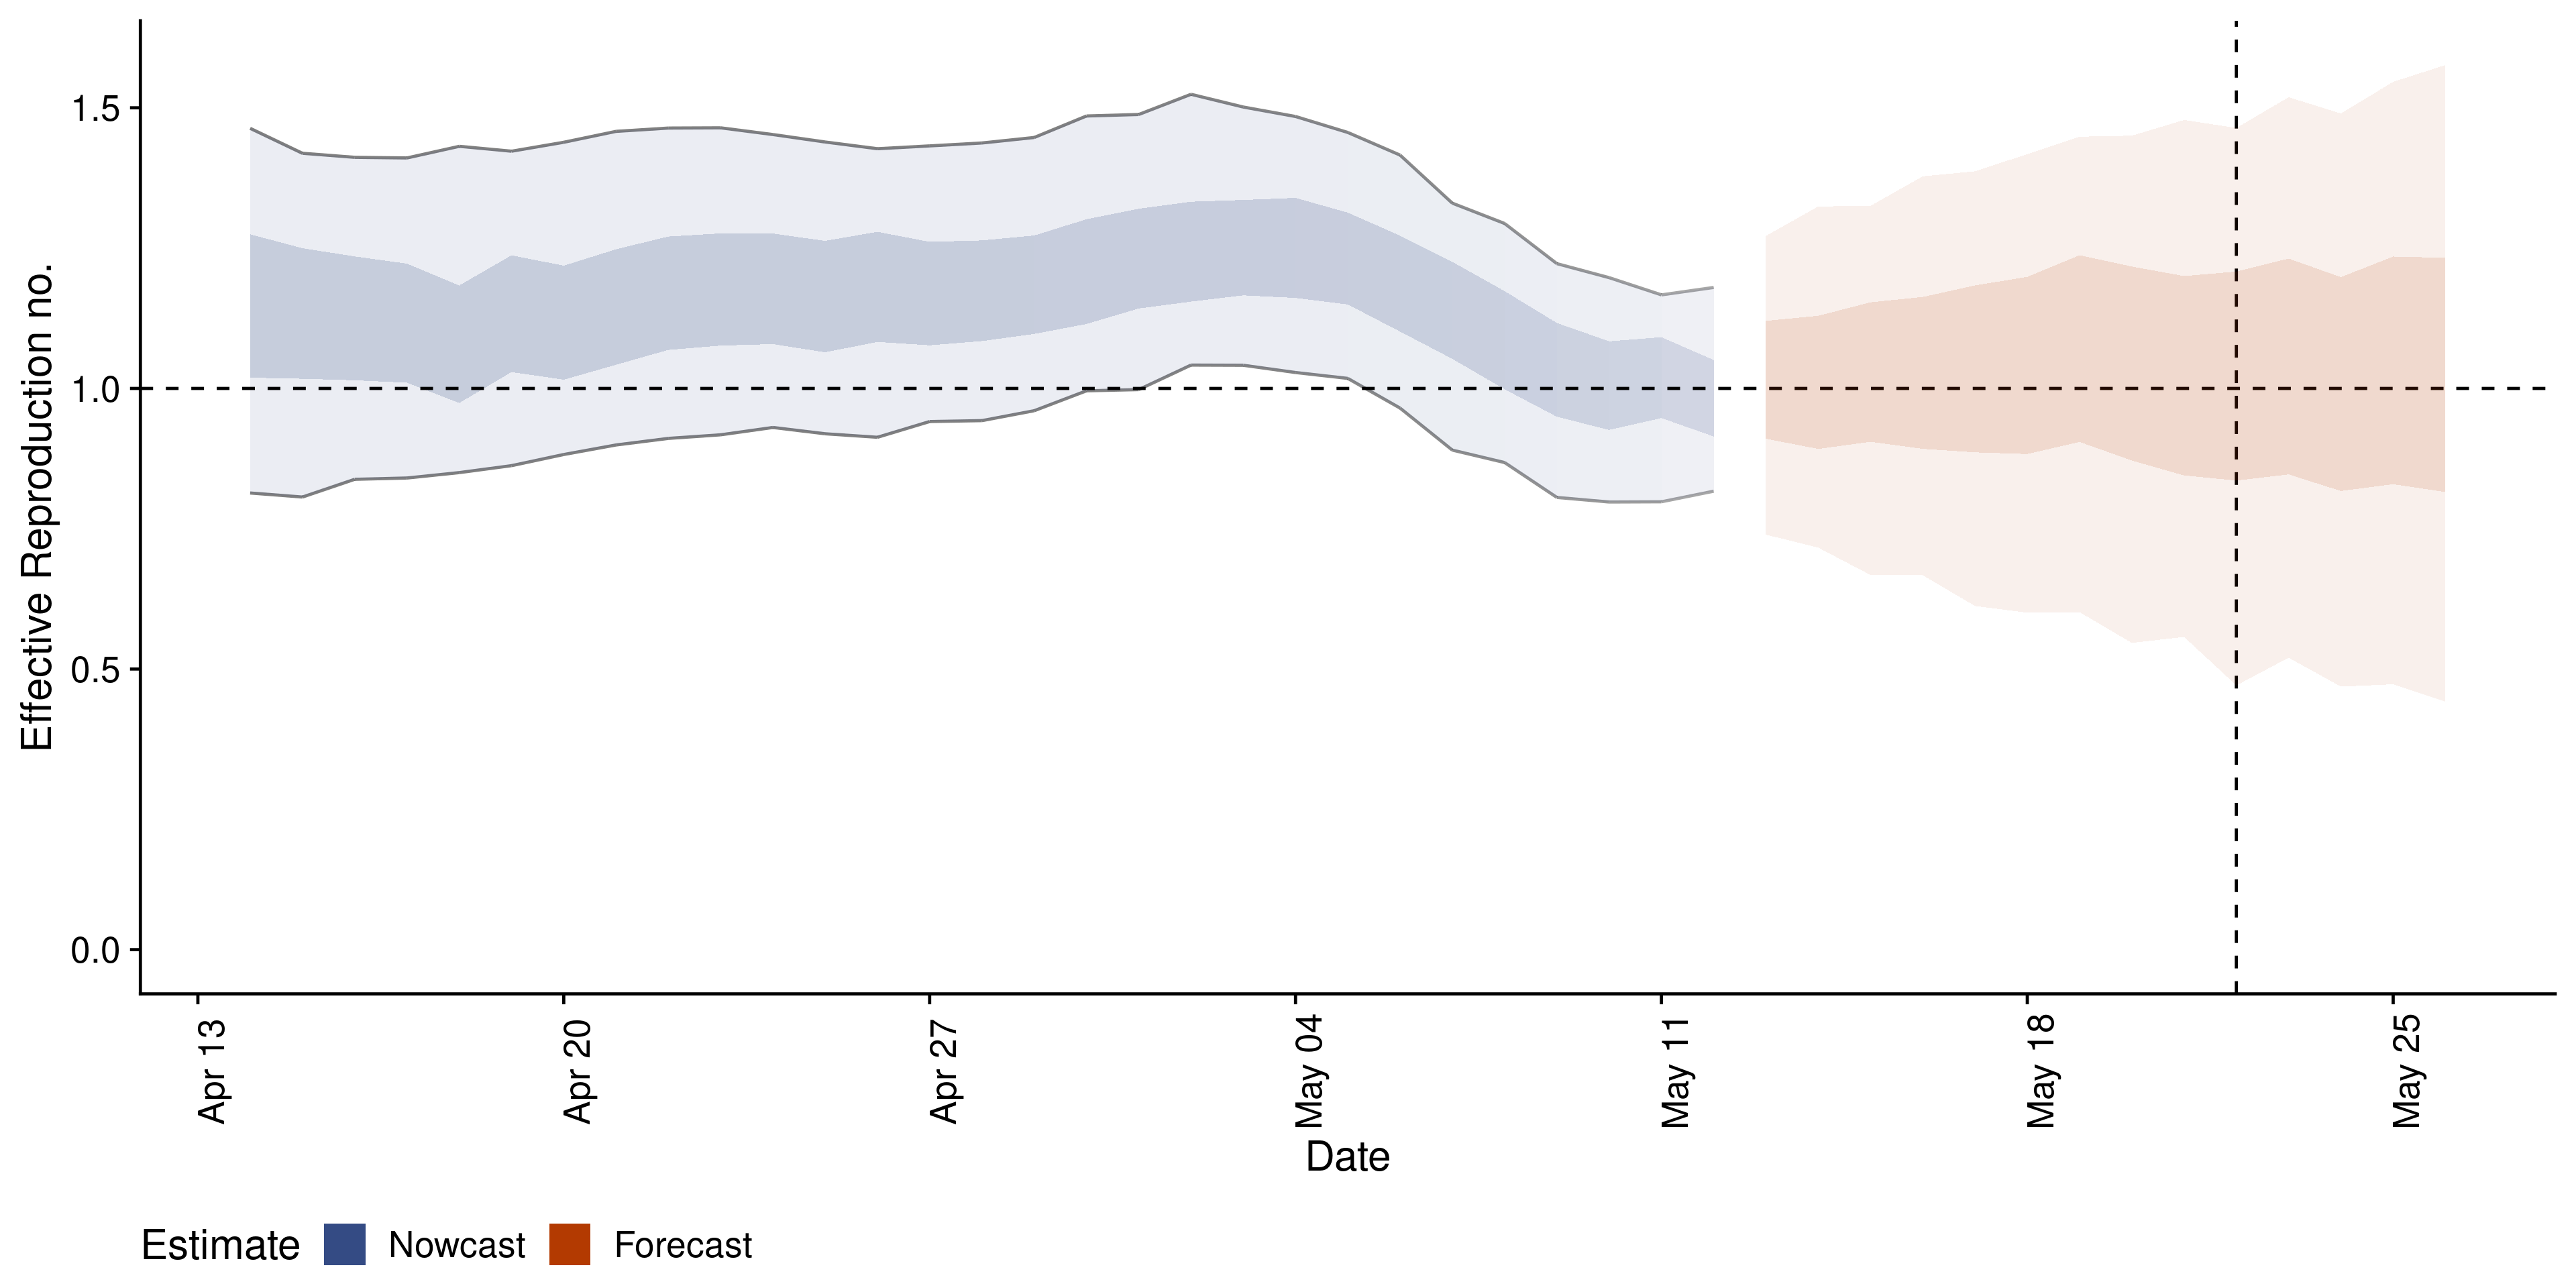 Effective Reproduction no.
1.5
1.0
0.5
0.0
Apr 13
Apr 20
Apr 27
May 04
May 11
May 18
May 25
Date
Estimate Nowcast Forecast